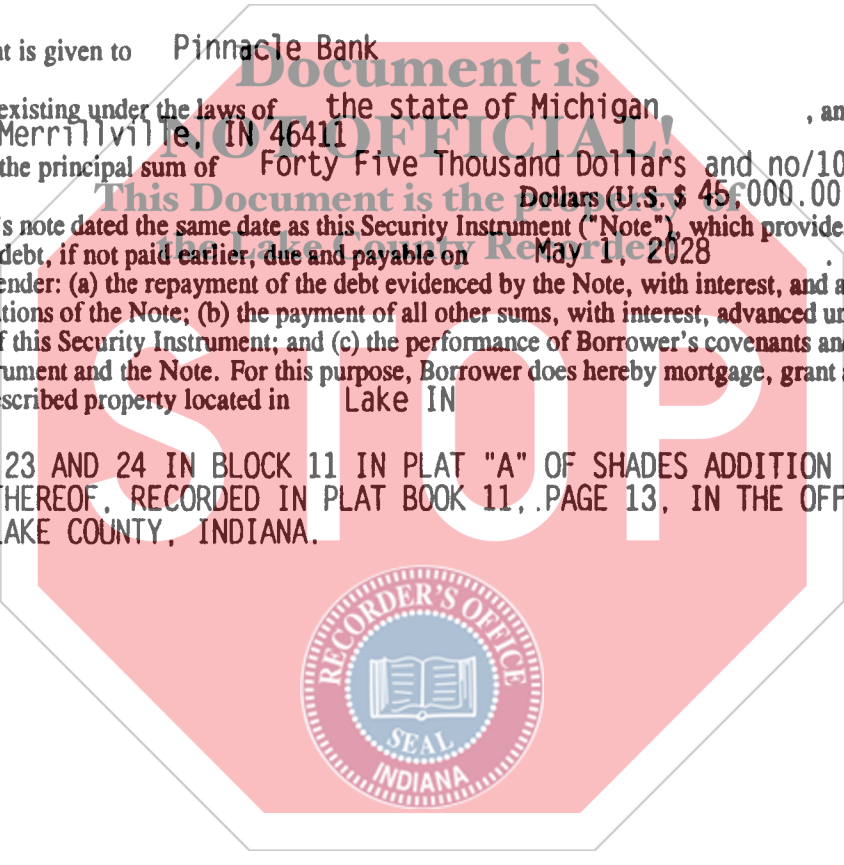 t is given to Pinnacle Bank
existing under the laws of the state of Michigan , an
Merrillville, IN 46411
the principal sum of Forty Five Thousand Dollars and no/10
Dollars (U.S. $ 45,000.00
's note dated the same date as this Security Instrument ("Note"), which provide
debt, if not paid earlier, due and payable on May 1, 2028 .
ender: (a) the repayment of the debt evidenced by the Note, with interest, and a
tions of the Note; (b) the payment of all other sums, with interest, advanced un
f this Security Instrument; and (c) the performance of Borrower's covenants and
rument and the Note. For this purpose, Borrower does hereby mortgage, grant a
escribed property located in Lake IN
23 AND 24 IN BLOCK 11 IN PLAT "A" OF SHADES ADDITION
THEREOF, RECORDED IN PLAT BOOK 11, .PAGE 13, IN THE OFF
LAKE COUNTY, INDIANA.
Document is
NOT OFFICIAL!
This Document is the property of
the Lake County Recorder!
STOP
RECORDER'S OFFICE
SEAL
INDIANA